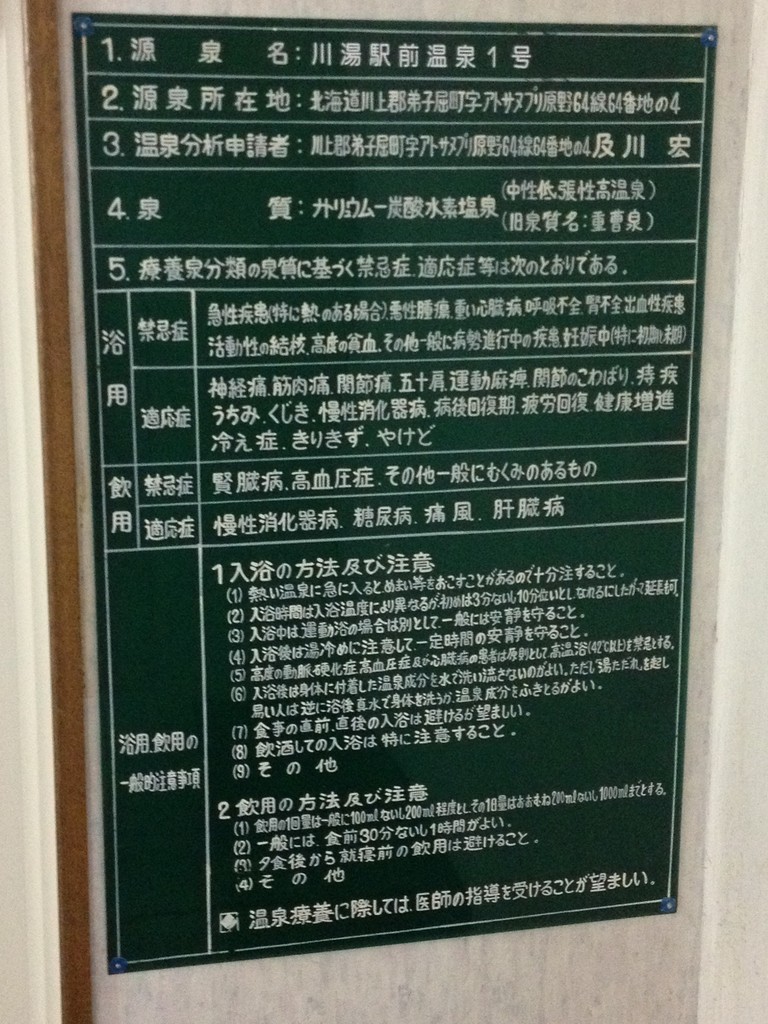 1.源泉名:川湯駅前温泉1号
2.源泉所在地:北海道川上郡弟子屈町字アトサヌプリ原野64線64番地の4
3.温泉分析申請者:川上郡弟子屈町字アトサヌプリ原野64線64番地の4及川 宏
4.泉質:ナトリウムー炭酸水素塩泉(中性低張性高温泉)
(旧泉質名:重曹泉)
5.療養泉分類の泉質に基づく禁忌症、適応症等は次のとおりである。
浴用
禁忌症
急性疾患(特に熱のある場合).悪性腫瘍.重い心臓病.呼吸不全.腎不全.出血性疾患
活動性の結核.高度の貧血.その他一般に病勢進行中の疾患.妊娠中(特に初期と末期)
適応症
神経痛.筋肉痛.関節痛.五十肩.運動麻痺.関節のこわばり.痔疾
うちみ.くじき.慢性消化器病.病後回復期.疲労回復.健康増進
冷え症.きりきず.やけど
飲用
禁忌症
腎臓病.高血圧症.その他一般にむくみのあるもの
適応症
慢性消化器病.糖尿病.痛風.肝臓病
浴用、飲用の
一般的注意事項
1入浴の方法及び注意
(1) 熱い温泉に急に入るとめまい等をおこすことがあるので十分注すること。
(2) 入浴時間は入浴温度により異なるが初めは3分ないし10分位いとし、なれるにしたがって延長も可.
(3) 入浴中は運動浴の場合は別として一般には安静を守ること。
(4) 入浴後は湯冷めに注意して一定時間の安静を守ること。
(5) 高度の動脈硬化症高血圧症及び心臓病の患者は原則として高温浴(42℃以上)を禁忌とする。
(6) 入浴後は身体に付着した温泉成分を水で洗い流さないのがよい.ただし「湯ただれ」を起し
易い人は逆に浴後真水で身体を洗うか、温泉成分をふきとるがよい.
(7) 食事の直前、直後の入浴は避けるが望ましい。
(8) 飲酒しての入浴は特に注意すること。
(9) その他
2飲用の方法及び注意
(1) 飲用の1回量は一般に100mlないし200ml程度としその1日量はおおむね200mlないし1000mlまでとする。
(2) 一般には、食前30分ないし1時間がよい.
(3) 夕食後から就寝前の飲用は避けること。
(4) その他
温泉療養に際しては、医師の指導を受けることが望ましい。